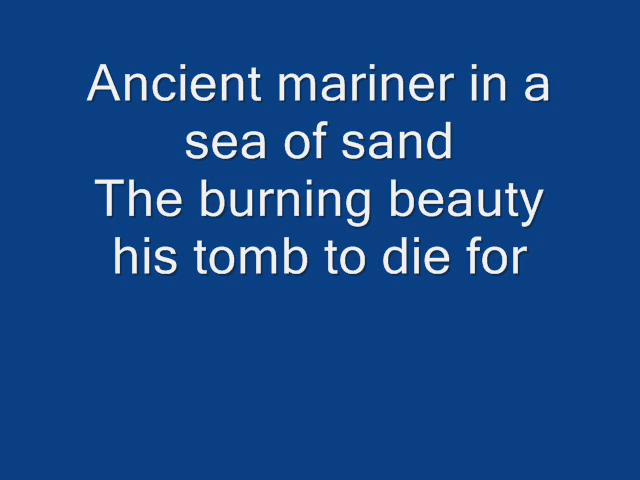 Ancient mariner in a
sea of sand
The burning beauty
his tomb to die for